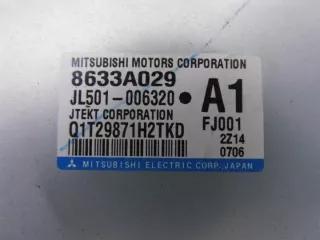 MITSUBISHI MOTORS CORPORATION
8633A029
JL501-006320 • A1
JTEKT CORPORATION FJ001
Q1T29871H2TKD 2Z14
0706
MITSUBISHI ELECTRIC CORP. JAPAN